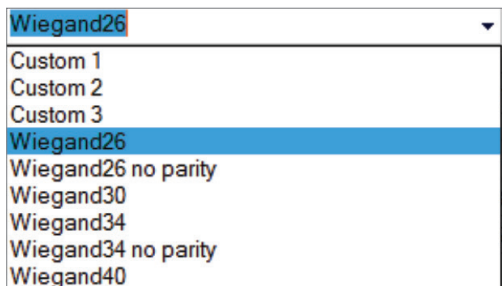 Wiegand26
Custom 1
Custom 2
Custom 3
Wiegand26
Wiegand26 no parity
Wiegand30
Wiegand34
Wiegand34 no parity
Wiegand40